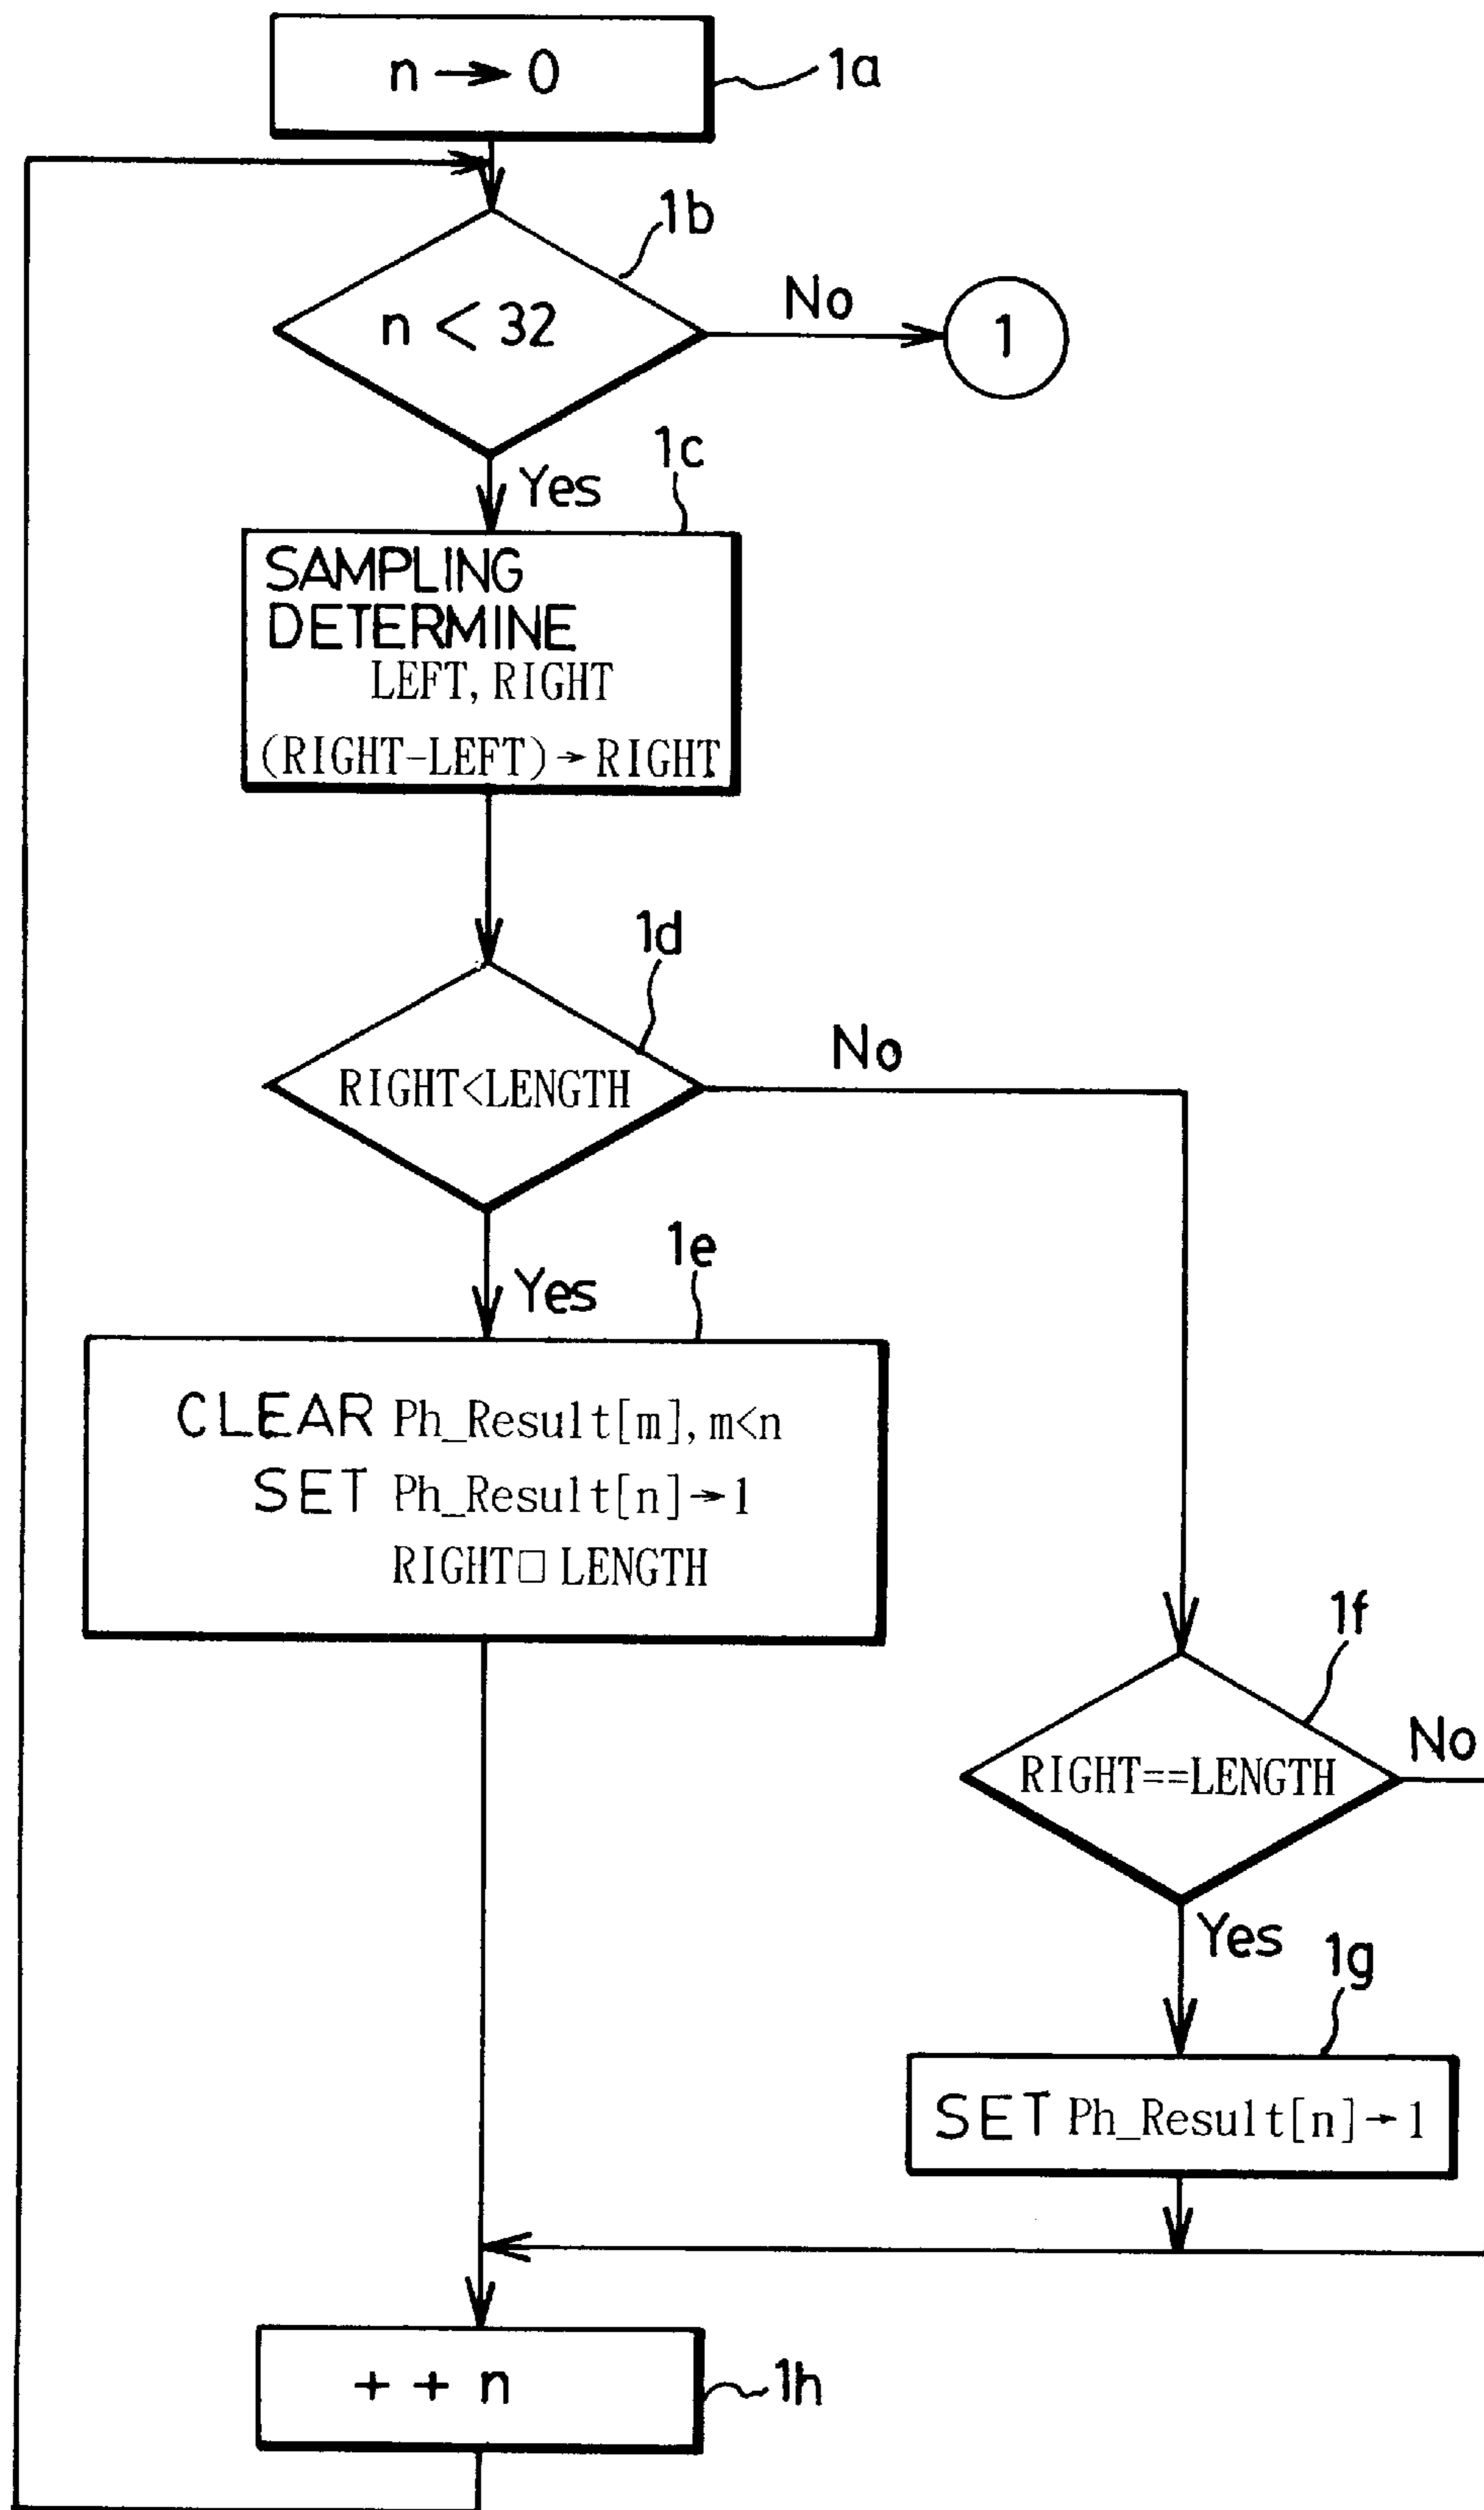 n → 0
1a
1b
n < 32
No
1
Yes
1c
SAMPLING
DETERMINE
LEFT, RIGHT
(RIGHT-LEFT)→RIGHT
1d
RIGHT<LENGTH
No
Yes
1e
CLEAR Ph_Result[m], m<n
SET Ph_Result[n]→1
RIGHT□ LENGTH
1f
RIGHT==LENGTH
No
Yes
1g
SET Ph_Result[n]→1
+ + n
1h